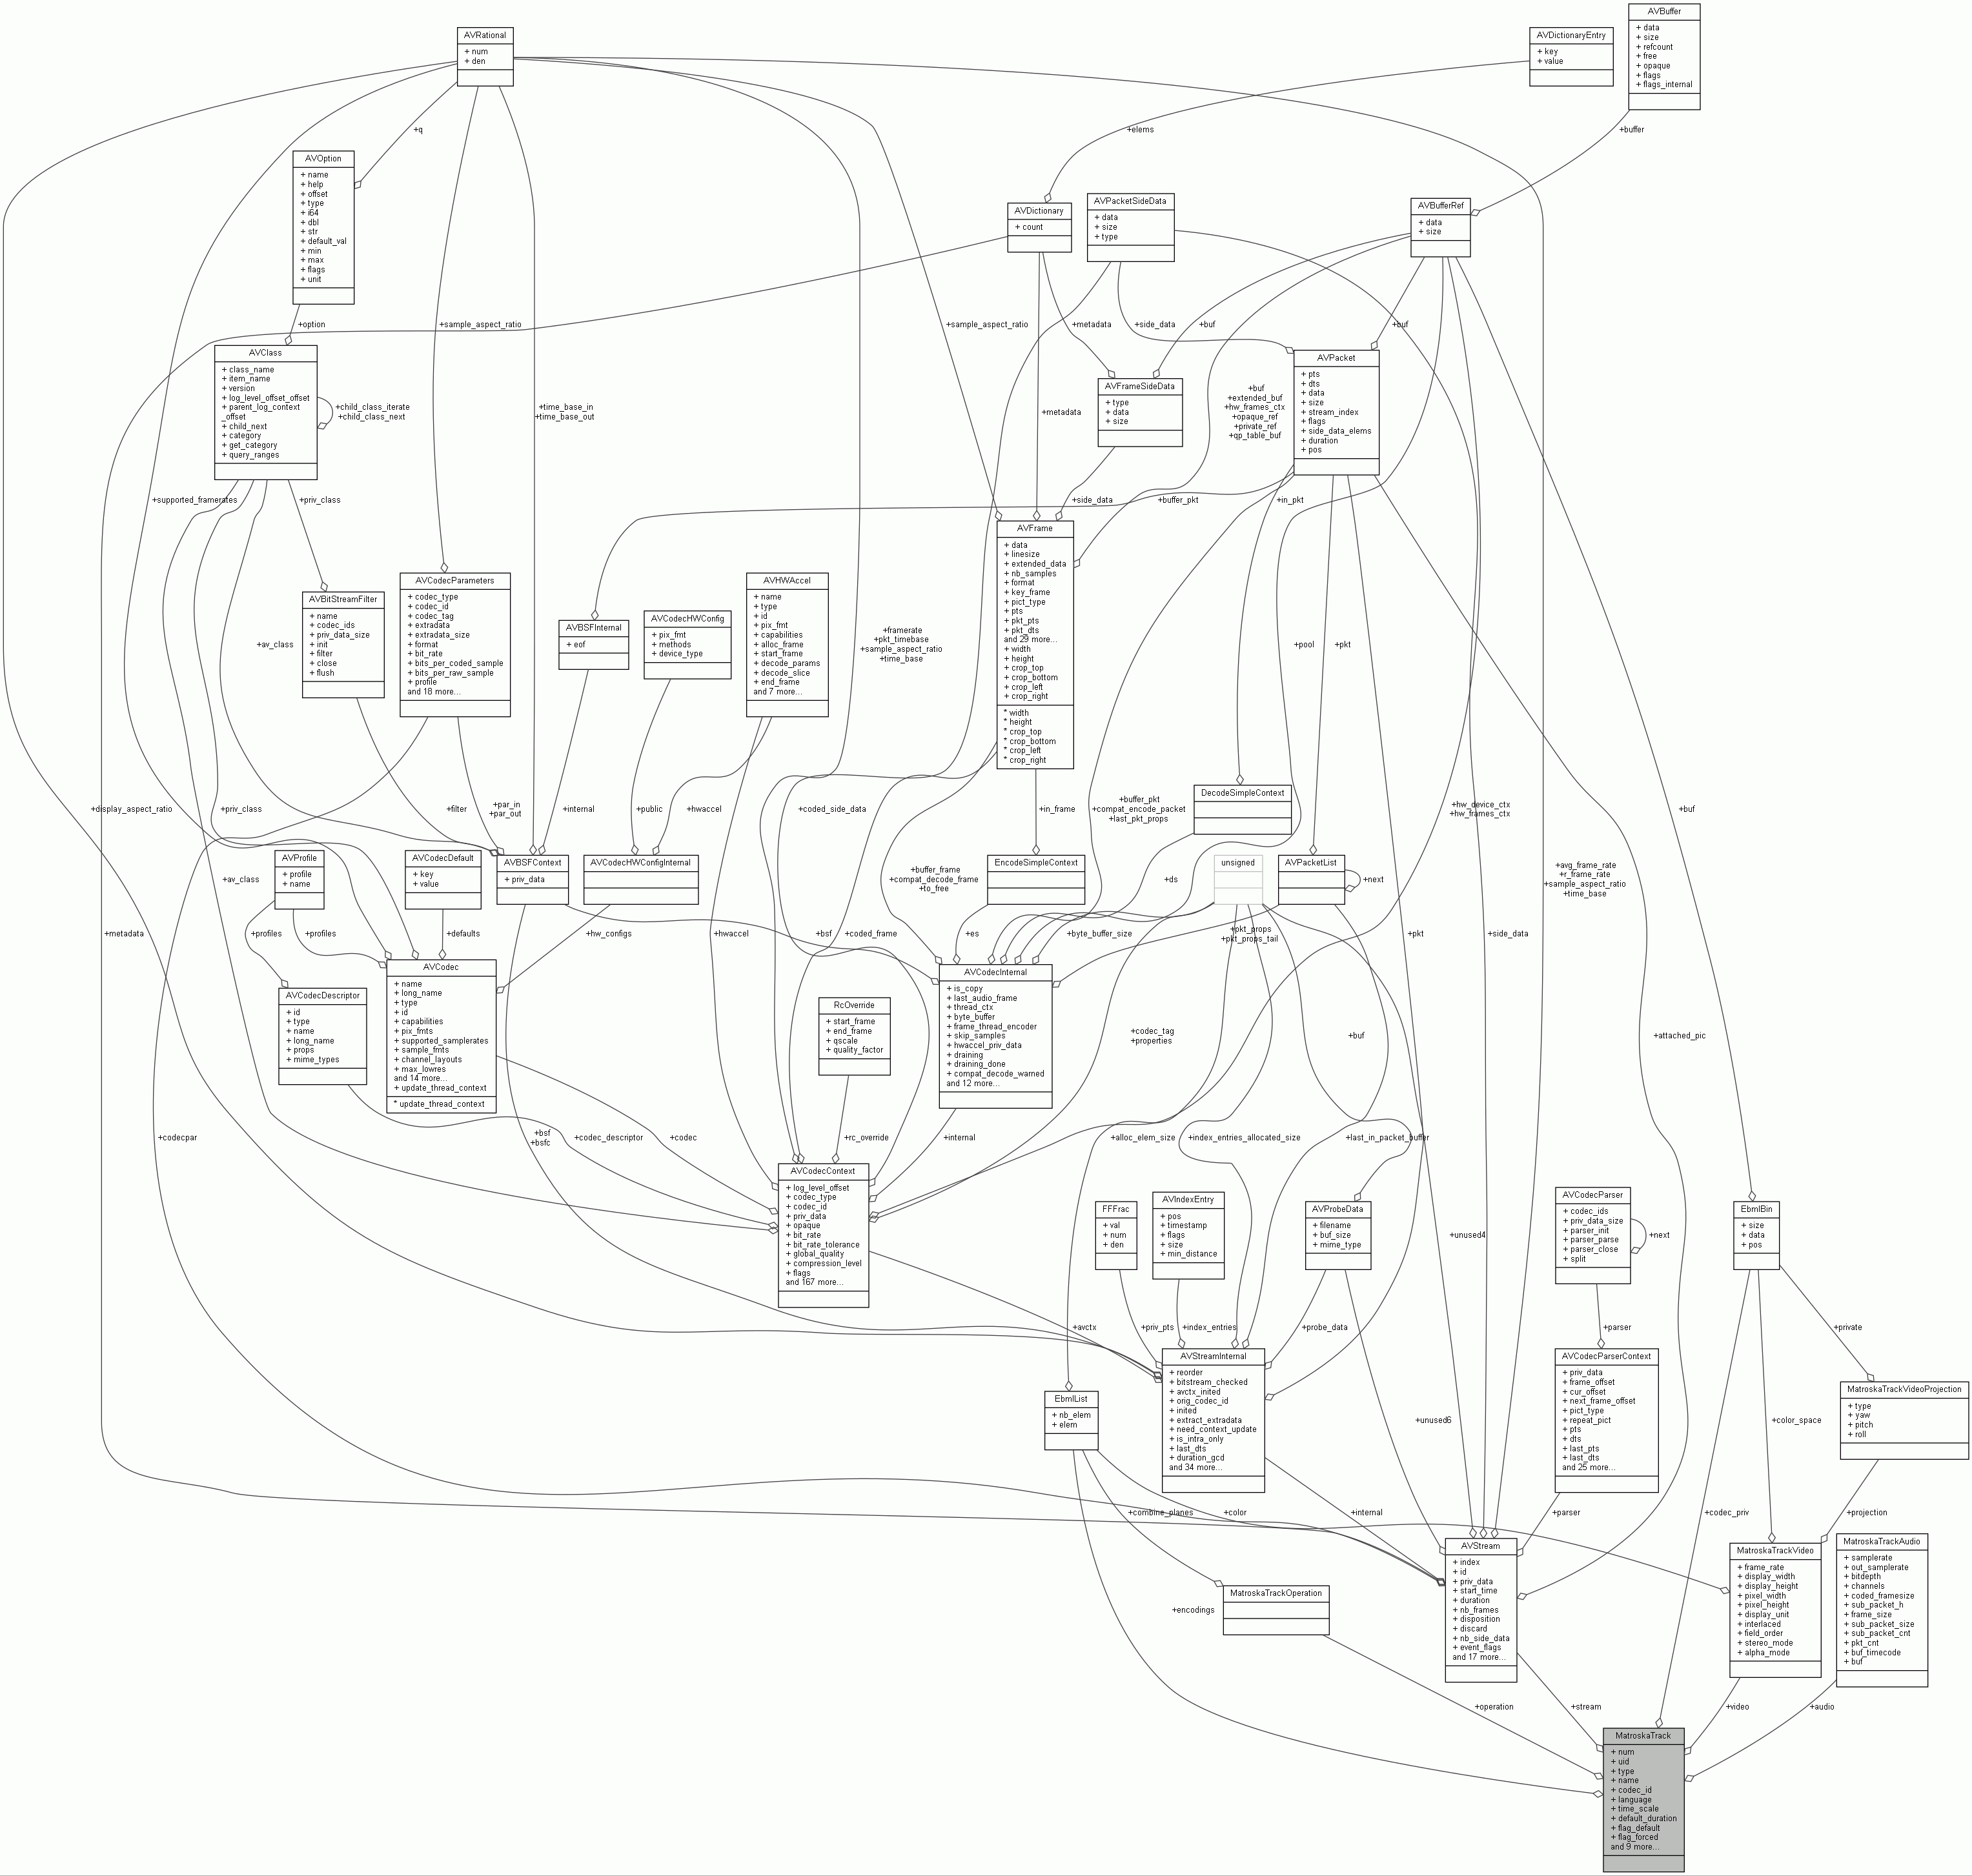 AVBuffer
+ data
+ size
+ refcount
+ free
+ opaque
+ flags
+ flags_internal
AVRational
+ num
+ den
AVDictionaryEntry
+ key
+ value
+q
+elems
+buffer
AVOption
+ name
+ help
+ offset
+ type
+ i64
+ dbl
+ str
+ default_val
+ min
+ max
+ flags
+ unit
AVDictionary
+ count
AVPacketSideData
+ data
+ size
+ type
AVBufferRef
+ data
+ size
+option
+sample_aspect_ratio
+sample_aspect_ratio
+metadata
+side_data
+buf
+buf
AVClass
+ class_name
+ item_name
+ version
+ log_level_offset_offset
+ parent_log_context
_offset
+ child_next
+ category
+ get_category
+ query_ranges
+child_class_iterate
+child_class_next
+time_base_in
+time_base_out
+metadata
AVFrameSideData
+ type
+ data
+ size
+buf
+extended_buf
+hw_frames_ctx
+opaque_ref
+private_ref
+qp_table_buf
AVPacket
+ pts
+ dts
+ data
+ size
+ stream_index
+ flags
+ side_data_elems
+ duration
+ pos
+supported_framerates
+priv_class
+side_data
+buffer_pkt
+in_pkt
AVFrame
+ data
+ linesize
+ extended_data
+ nb_samples
+ format
+ key_frame
+ pict_type
+ pts
+ pkt_pts
+ pkt_dts
and 29 more...
+ width
+ height
+ crop_top
+ crop_bottom
+ crop_left
+ crop_right
* width
* height
* crop_top
* crop_bottom
* crop_left
* crop_right
+av_class
AVBitStreamFilter
+ name
+ codec_ids
+ priv_data_size
+ init
+ filter
+ close
+ flush
AVCodecParameters
+ codec_type
+ codec_id
+ codec_tag
+ extradata
+ extradata_size
+ format
+ bit_rate
+ bits_per_coded_sample
+ bits_per_raw_sample
+ profile
and 18 more...
AVBSFInternal
+ eof
AVCodecHWConfig
+ pix_fmt
+ methods
+ device_type
AVHWAccel
+ name
+ type
+ id
+ pix_fmt
+ capabilities
+ alloc_frame
+ start_frame
+ decode_params
+ decode_slice
+ end_frame
and 7 more...
+framerate
+pkt_timebase
+sample_aspect_ratio
+time_base
+pool
+pkt
+display_aspect_ratio
+priv_class
+filter
+par_in
+par_out
+internal
+public
+hwaccel
+coded_side_data
+in_frame
+buffer_pkt
+compat_encode_packet
+last_pkt_props
DecodeSimpleContext
+hw_device_ctx
+hw_frames_ctx
+buf
AVProfile
+ profile
+ name
AVCodecDefault
+ key
+ value
AVBSFContext
+ priv_data
AVCodecHWConfigInternal
+av_class
+buffer_frame
+compat_decode_frame
+to_free
EncodeSimpleContext
+ds
unsigned
AVPacketList
+next
+avg_frame_rate
+r_frame_rate
+sample_aspect_ratio
+time_base
+metadata
+profiles
+profiles
+defaults
+hw_configs
+hwaccel
+bsf
+coded_frame
+es
+byte_buffer_size
+pkt_props
+pkt_props_tail
+pkt
+side_data
AVCodecDescriptor
+ id
+ type
+ name
+ long_name
+ props
+ mime_types
AVCodec
+ name
+ long_name
+ type
+ id
+ capabilities
+ pix_fmts
+ supported_samplerates
+ sample_fmts
+ channel_layouts
+ max_lowres
and 14 more...
+ update_thread_context
* update_thread_context
RcOverride
+ start_frame
+ end_frame
+ qscale
+ quality_factor
AVCodecInternal
+ is_copy
+ last_audio_frame
+ thread_ctx
+ byte_buffer
+ frame_thread_encoder
+ skip_samples
+ hwaccel_priv_data
+ draining
+ draining_done
+ compat_decode_warned
and 12 more...
+codec_tag
+properties
+buf
+attached_pic
+codecpar
+bsf
+bsfc
+codec_descriptor
+codec
+rc_override
+internal
+alloc_elem_size
+index_entries_allocated_size
+last_in_packet_buffer
AVCodecContext
+ log_level_offset
+ codec_type
+ codec_id
+ priv_data
+ opaque
+ bit_rate
+ bit_rate_tolerance
+ global_quality
+ compression_level
+ flags
and 167 more...
FFFrac
+ val
+ num
+ den
AVIndexEntry
+ pos
+ timestamp
+ flags
+ size
+ min_distance
AVProbeData
+ filename
+ buf_size
+ mime_type
+unused4
AVCodecParser
+ codec_ids
+ priv_data_size
+ parser_init
+ parser_parse
+ parser_close
+ split
+next
EbmlBin
+ size
+ data
+ pos
+avctx
+priv_pts
+index_entries
+probe_data
+parser
+private
AVStreamInternal
+ reorder
+ bitstream_checked
+ avctx_inited
+ orig_codec_id
+ inited
+ extract_extradata
+ need_context_update
+ is_intra_only
+ last_dts
+ duration_gcd
and 34 more...
EbmlList
+ nb_elem
+ elem
+unused6
AVCodecParserContext
+ priv_data
+ frame_offset
+ cur_offset
+ next_frame_offset
+ pict_type
+ repeat_pict
+ pts
+ dts
+ last_pts
+ last_dts
and 25 more...
+color_space
MatroskaTrackVideoProjection
+ type
+ yaw
+ pitch
+ roll
+combine_planes
+color
+internal
+parser
+codec_priv
+projection
AVStream
+ index
+ id
+ priv_data
+ start_time
+ duration
+ nb_frames
+ disposition
+ discard
+ nb_side_data
+ event_flags
and 17 more...
MatroskaTrackVideo
+ frame_rate
+ display_width
+ display_height
+ pixel_width
+ pixel_height
+ display_unit
+ interlaced
+ field_order
+ stereo_mode
+ alpha_mode
MatroskaTrackAudio
+ samplerate
+ out_samplerate
+ bitdepth
+ channels
+ coded_framesize
+ sub_packet_h
+ frame_size
+ sub_packet_size
+ sub_packet_cnt
+ pkt_cnt
+ buf_timecode
+ buf
+encodings
MatroskaTrackOperation
+operation
+stream
+video
+audio
MatroskaTrack
+ num
+ uid
+ type
+ name
+ codec_id
+ language
+ time_scale
+ default_duration
+ flag_default
+ flag_forced
and 9 more...